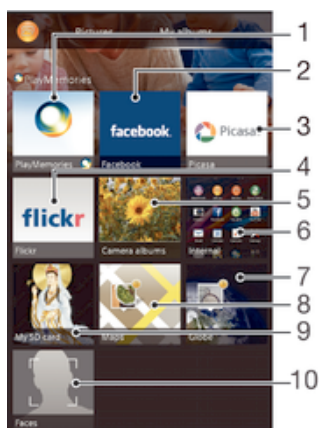 Pictures My albums
1
PlayMemories
2
facebook
Picasa
3
PlayMemories
Facebook
Picasa
4
flickr
5
6
Flickr
Camera albums
Internal
7
8
My SD card
Maps
Globe
9
10
Faces